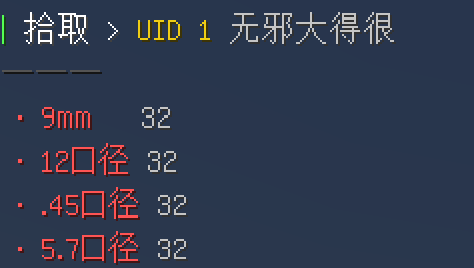 拾取 > UID 1 无邪大得很
———
· 9mm 32
· 12口径 32
· .45口径 32
· 5.7口径 32